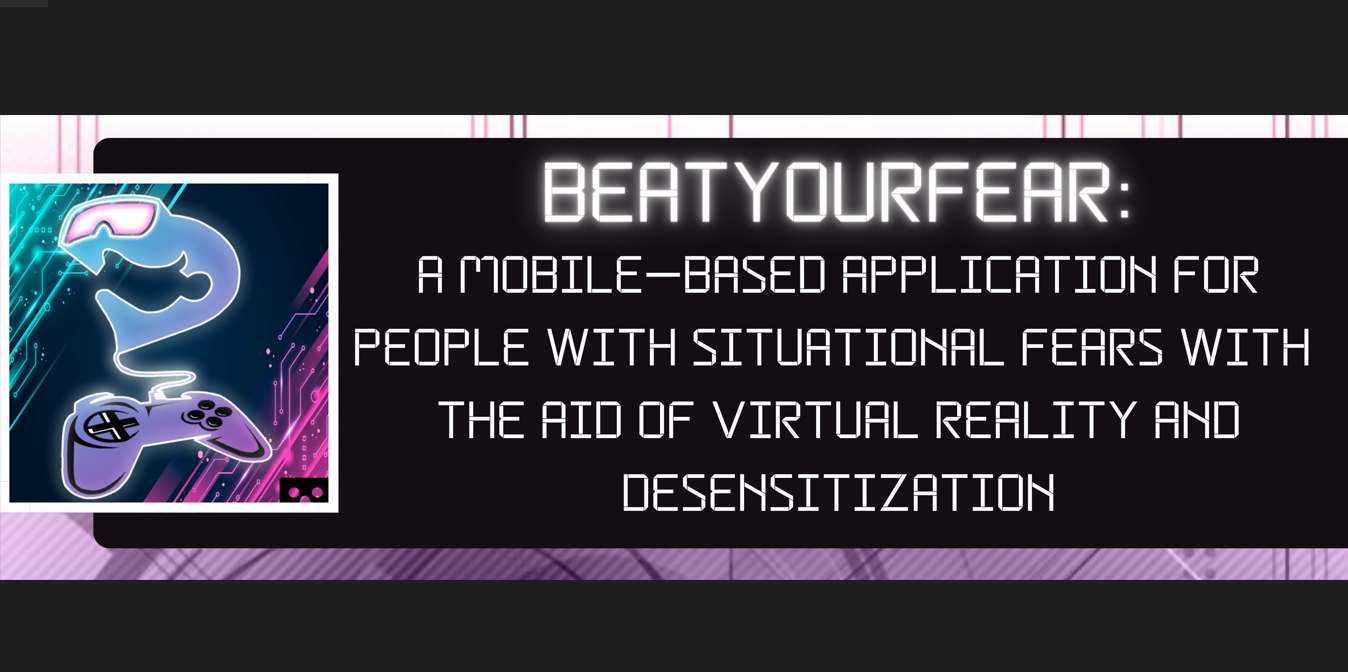 BEATYOURFEAR:
A MOBILE-BASED APPLICATION FOR
PEOPLE WITH SITUATIONAL FEARS WITH
THE AID OF VIRTUAL REALITY AND
DESENSITIZATION